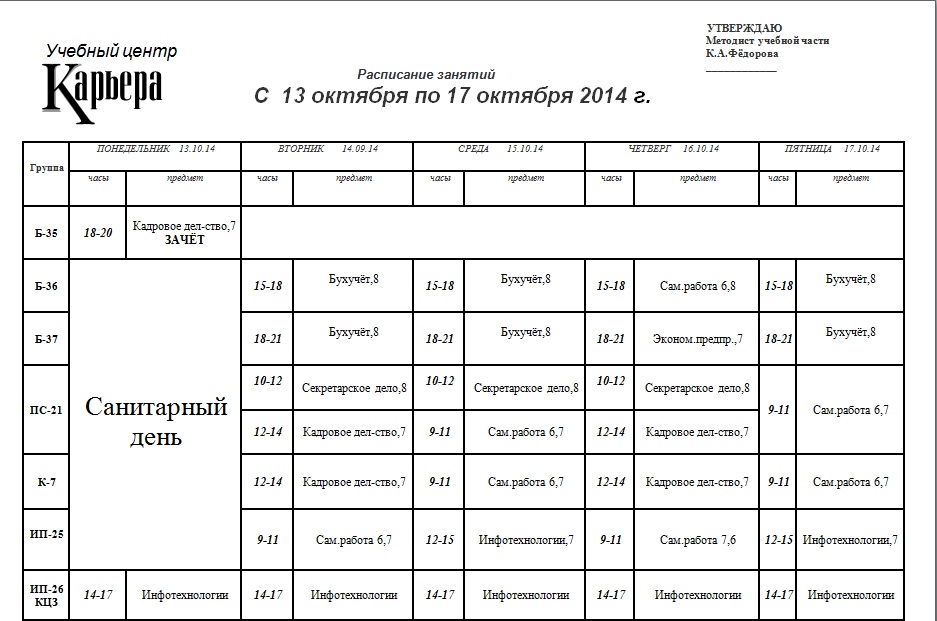 УТВЕРЖДАЮ
Методист учебной части
К.А.Фёдорова
____________
Учебный центр
Карьера
Расписание занятий
С 13 октября по 17 октября 2014 г.
Группа ПОНЕДЕЛЬНИК 13.10.14 ВТОРНИК 14.09.14 СРЕДА 15.10.14 ЧЕТВЕРГ 16.10.14 ПЯТНИЦА 17.10.14
часы предмет часы предмет часы предмет часы предмет часы предмет
Б-35 18-20 Кадровое дел-ство,7
ЗАЧЁТ
Б-36 15-18 Бухучёт,8 15-18 Бухучёт,8 15-18 Сам.работа 6,8 15-18 Бухучёт,8
Б-37 18-21 Бухучёт,8 18-21 Бухучёт,8 18-21 Эконом.предпр.,7 18-21 Бухучёт,8
Санитарный
день
ПС-21 10-12 Секретарское дело,8 10-12 Секретарское дело,8 10-12 Секретарское дело,8 9-11 Сам.работа 6,7
12-14 Кадровое дел-ство,7 9-11 Сам.работа 6,7 12-14 Кадровое дел-ство,7
К-7 12-14 Кадровое дел-ство,7 9-11 Сам.работа 6,7 12-14 Кадровое дел-ство,7 9-11 Сам.работа 6,7
ИП-25 9-11 Сам.работа 6,7 12-15 Инфотехнологии,7 9-11 Сам.работа 7,6 12-15 Инфотехнологии,7
ИП-26
КЦЗ 14-17 Инфотехнологии 14-17 Инфотехнологии 14-17 Инфотехнологии 14-17 Инфотехнологии 14-17 Инфотехнологии